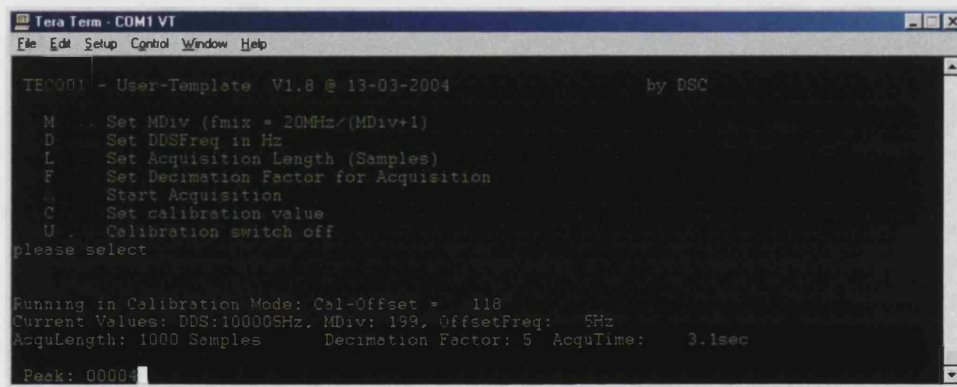 Tera Term - COM1 VT
File Edit Setup Control Window Help
TEC001 - User-Template V1.8 @ 13-03-2004 by DSC
M .. Set MDiv (fmix = 20MHz/(MDiv+1)
D Set DDSFreq in Hz
L Set Acquisition Length (Samples)
F Set Decimation Factor for Acquisition
Start Acquisition
C Set calibration value
U . Calibration switch off
please select
Running in Calibration Mode: Cal-Offset = 118
Current Values: DDS:100005Hz, MDiv: 199, OffsetFreq: 5Hz
AcquLength: 1000 Samples Decimation Factor: 5 AcquTime: 3.1sec
Peak: 00004